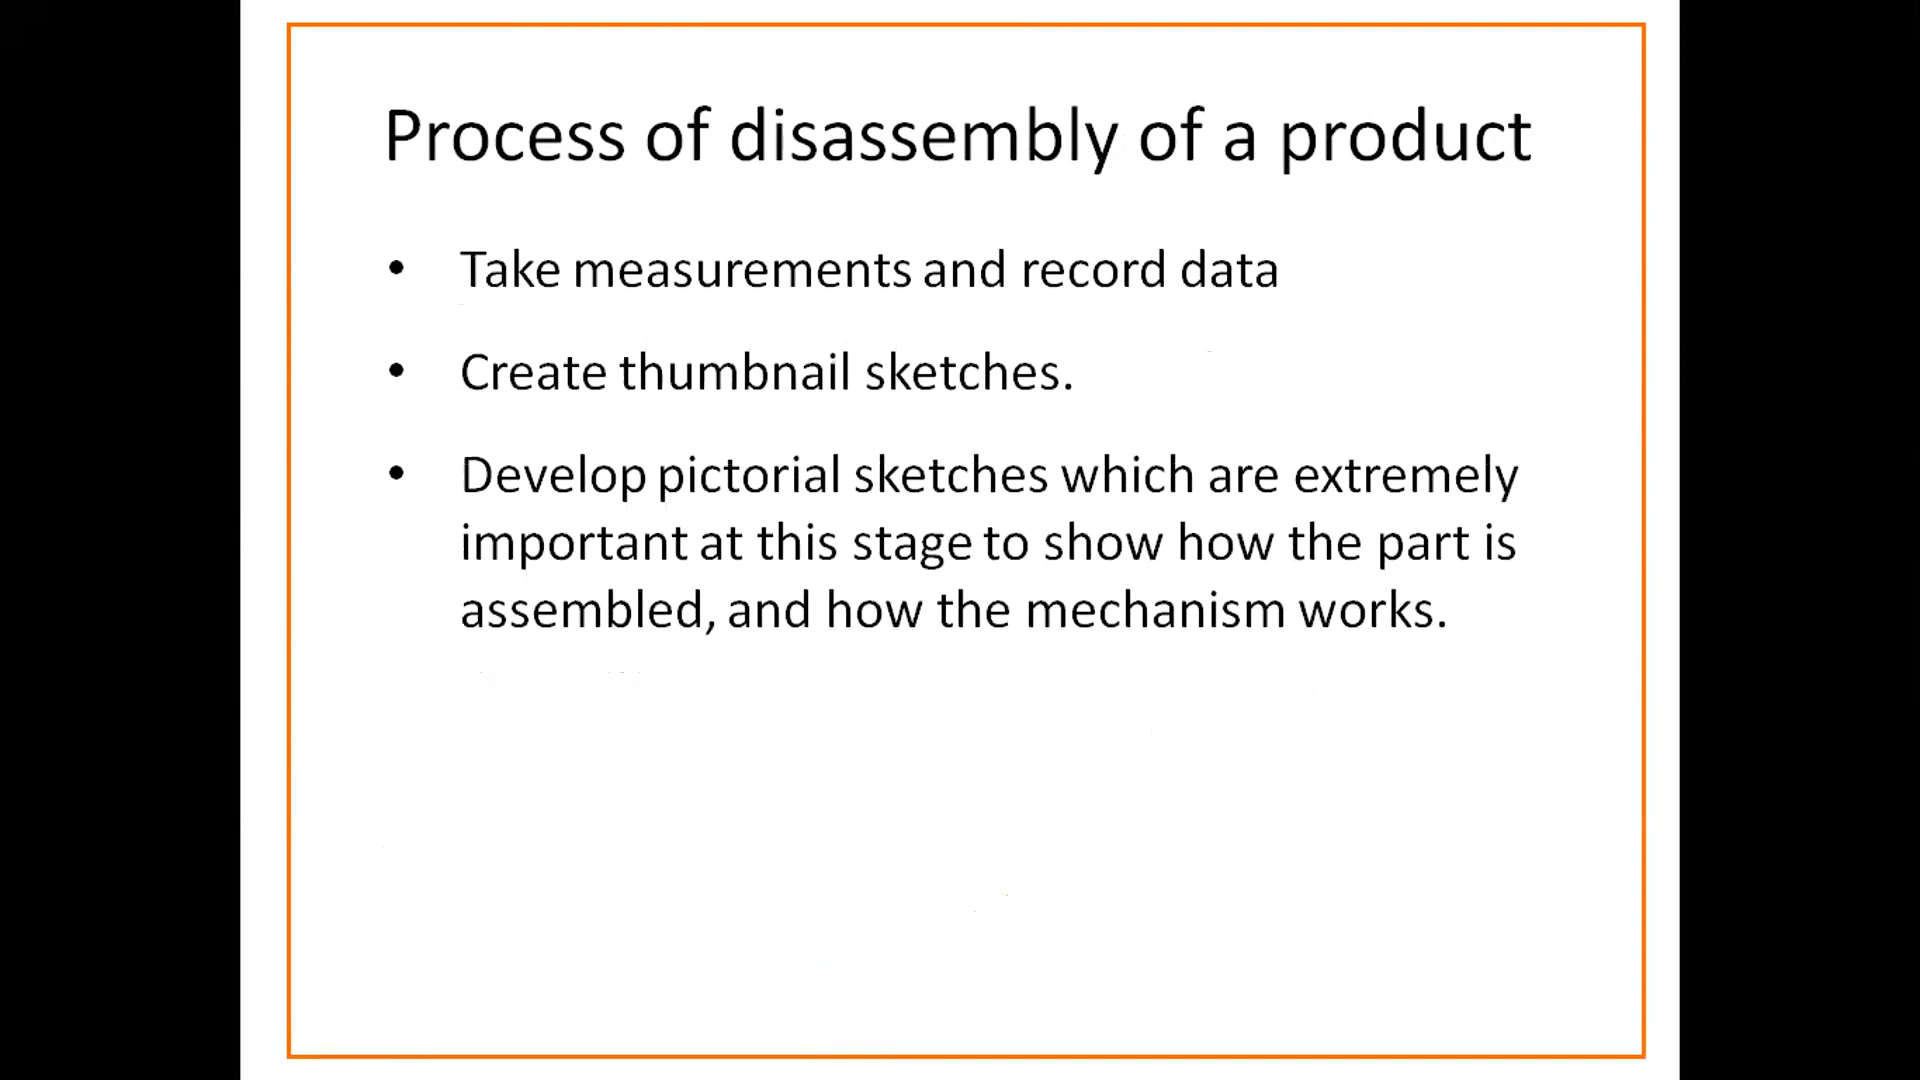 Process of disassembly of a product
• Take measurements and record data
• Create thumbnail sketches.
• Develop pictorial sketches which are extremely
important at this stage to show how the part is
assembled, and how the mechanism works.